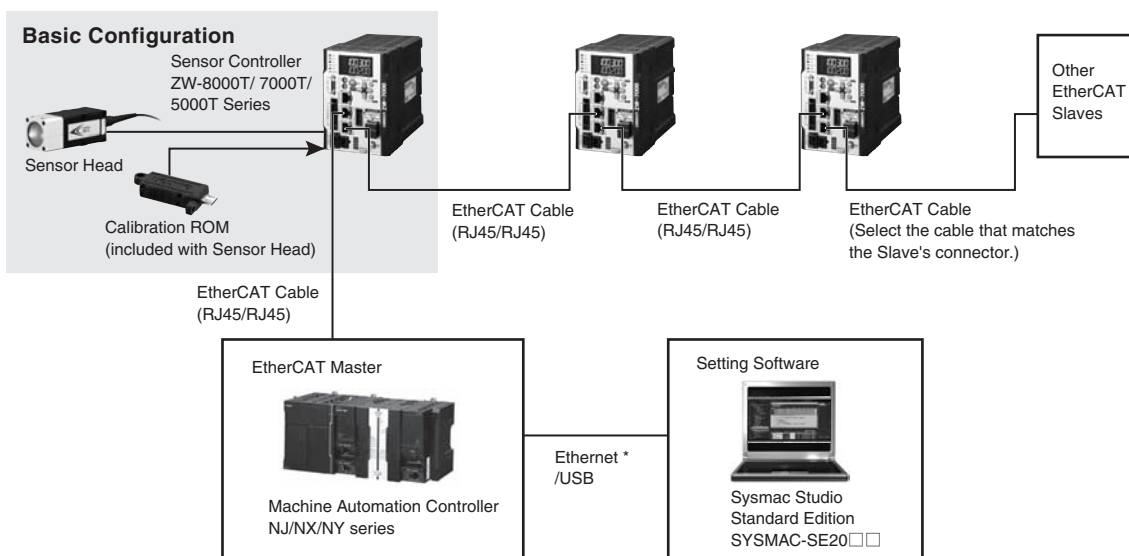 Basic Configuration
Sensor Controller
ZW-8000T/ 7000T/
5000T Series
Sensor Head
Calibration ROM
(included with Sensor Head)
EtherCAT Cable
(RJ45/RJ45)
EtherCAT Cable
(RJ45/RJ45)
EtherCAT Cable
(Select the cable that matches
the Slave's connector.)
Other
EtherCAT
Slaves
EtherCAT Cable
(RJ45/RJ45)
EtherCAT Master
Machine Automation Controller
NJ/NX/NY series
Ethernet *
/USB
Setting Software
Sysmac Studio
Standard Edition
SYSMAC-SE20□□